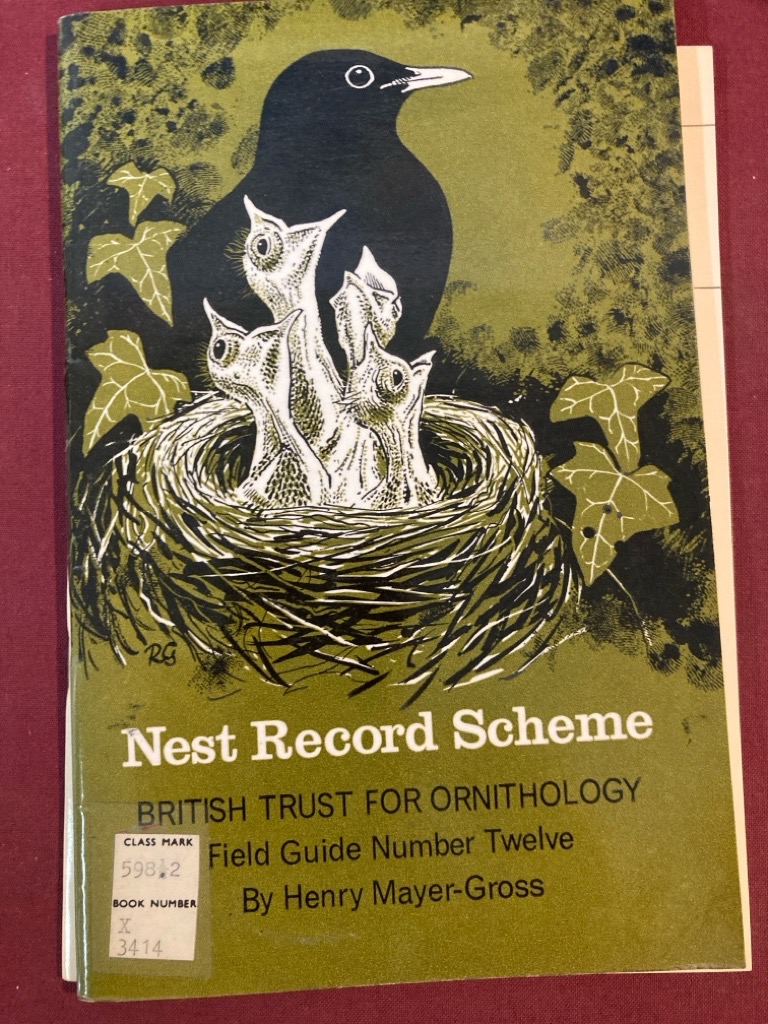 RG
Nest Record Scheme
BRITISH TRUST FOR ORNITHOLOGY
Field Guide Number Twelve
By Henry Mayer-Gross
CLASS MARK
598.2
BOOK NUMBER
X
3414